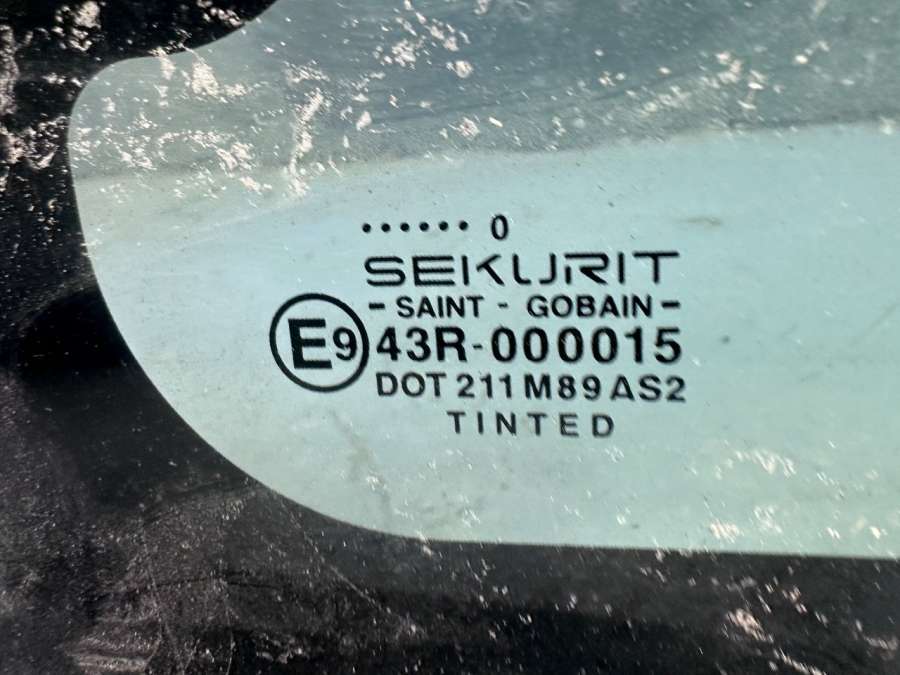 ...... 0
SEKURIT
- SAINT - GOBAIN -
E9 43R-000015
DOT 211 M89 AS2
TINTED